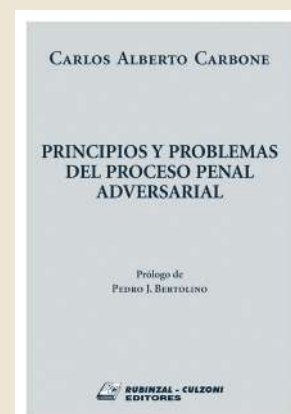 CARLOS ALBERTO CARBONE
PRINCIPIOS Y PROBLEMAS
DEL PROCESO PENAL
ADVERSARIAL
Prólogo de
PEDRO J. BERTOLINO
RUBINZAL - CULZONI
EDITORES